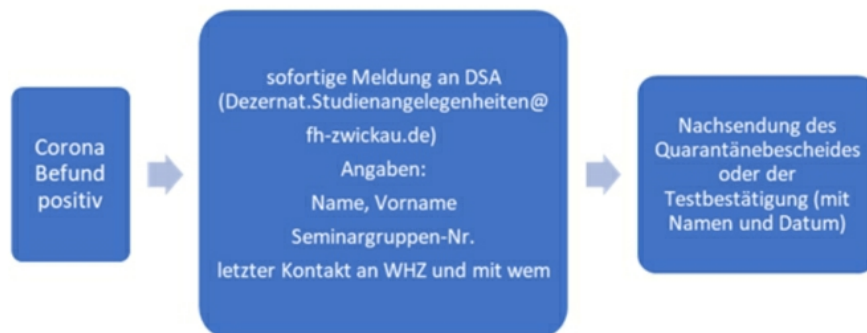 Corona
Befund
positiv
sofortige Meldung an DSA
(Dezernat.Studienangelegenheiten@
fh-zwickau.de)
Angaben:
Name, Vorname
Seminargruppen-Nr.
letzter Kontakt an WHZ und mit wem
Nachsendung des
Quarantänebescheides
oder der
Testbestätigung (mit
Namen und Datum)